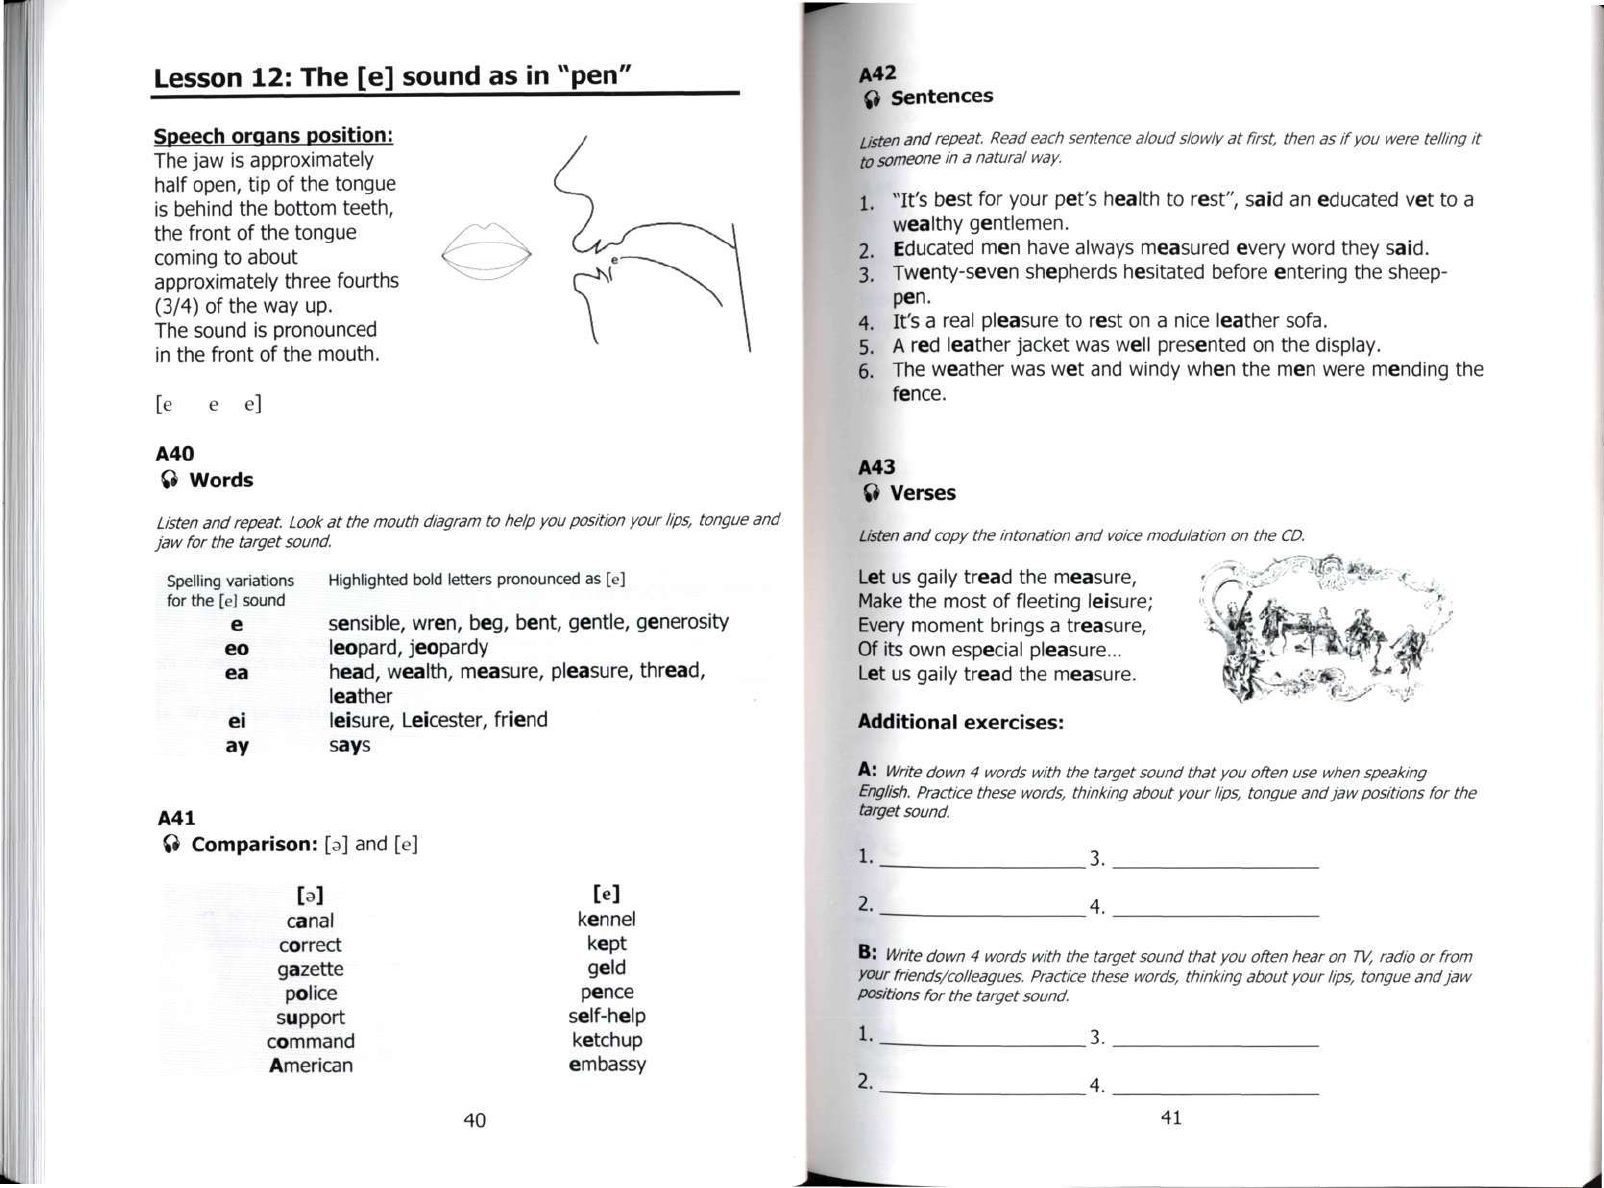 Lesson 12: The [e] sound as in "pen"
Speech organs position:
The jaw is approximately
half open, tip of the tongue
is behind the bottom teeth,
the front of the tongue
coming to about
approximately three fourths
(3/4) of the way up.
The sound is pronounced
in the front of the mouth.
e
[e e e]
A40
Words
Listen and repeat. Look at the mouth diagram to help you position your lips, tongue and
jaw for the target sound.
Spelling variations Highlighted bold letters pronounced as [e]
for the [e] sound
e sensible, wren, beg, bent, gentle, generosity
eo leopard, jeopardy
ea head, wealth, measure, pleasure, thread,
leather
ei leisure, Leicester, friend
ay says
A41
Comparison: [ə] and [e]
[ə] [e]
canal kennel
correct kept
gazette geld
police pence
support self-help
command ketchup
American embassy
40
A42
Sentences
Listen and repeat. Read each sentence aloud slowly at first, then as if you were telling it
to someone in a natural way.
1. "It's best for your pet's health to rest", said an educated vet to a
wealthy gentlemen.
2. Educated men have always measured every word they said.
3. Twenty-seven shepherds hesitated before entering the sheep-
pen.
4. It's a real pleasure to rest on a nice leather sofa.
5. A red leather jacket was well presented on the display.
6. The weather was wet and windy when the men were mending the
fence.
A43
Verses
Listen and copy the intonation and voice modulation on the CD.
Let us gaily tread the measure,
Make the most of fleeting leisure;
Every moment brings a treasure,
Of its own especial pleasure...
Let us gaily tread the measure.
Additional exercises:
A: Write down 4 words with the target sound that you often use when speaking
English. Practice these words, thinking about your lips, tongue and jaw positions for the
target sound.
1. ____________________ 3. ____________________
2. ____________________ 4. ____________________
B: Write down 4 words with the target sound that you often hear on TV, radio or from
your friends/colleagues. Practice these words, thinking about your lips, tongue and jaw
positions for the target sound.
1. ____________________ 3. ____________________
2. ____________________ 4. ____________________
41